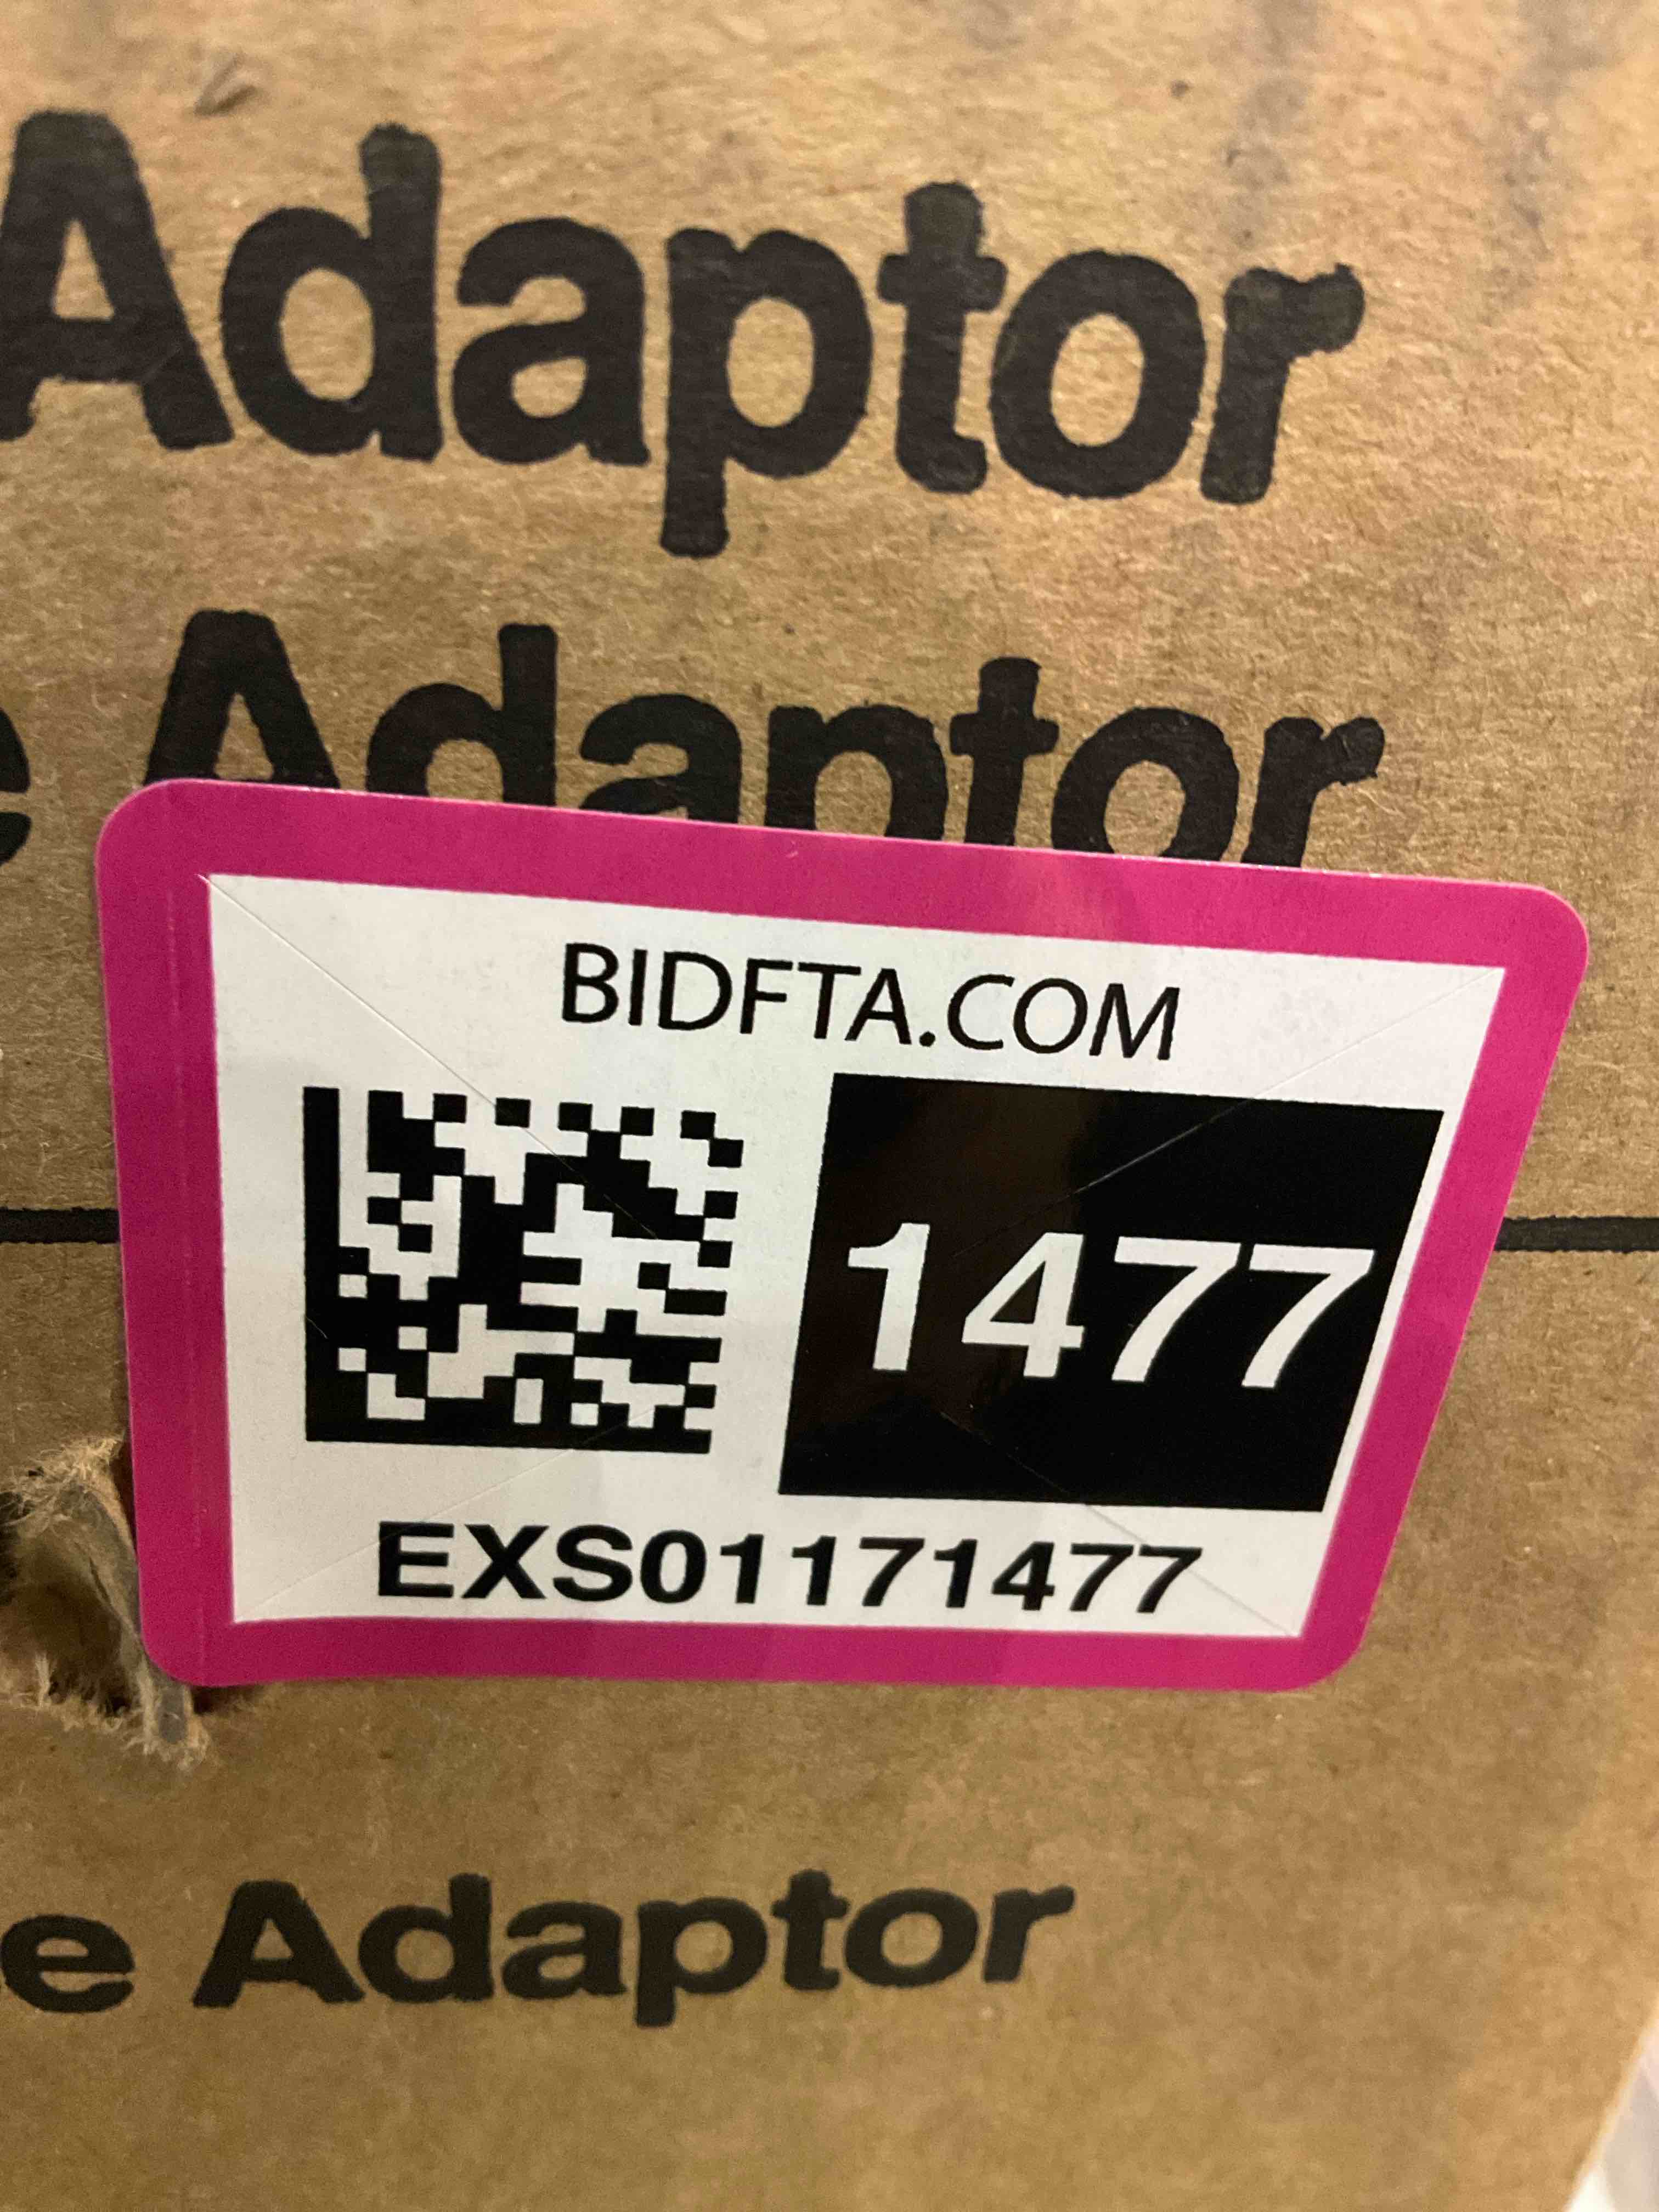 Adaptor
e Adaptor
BIDFTA.COM
1477
EXS01171477
e Adaptor